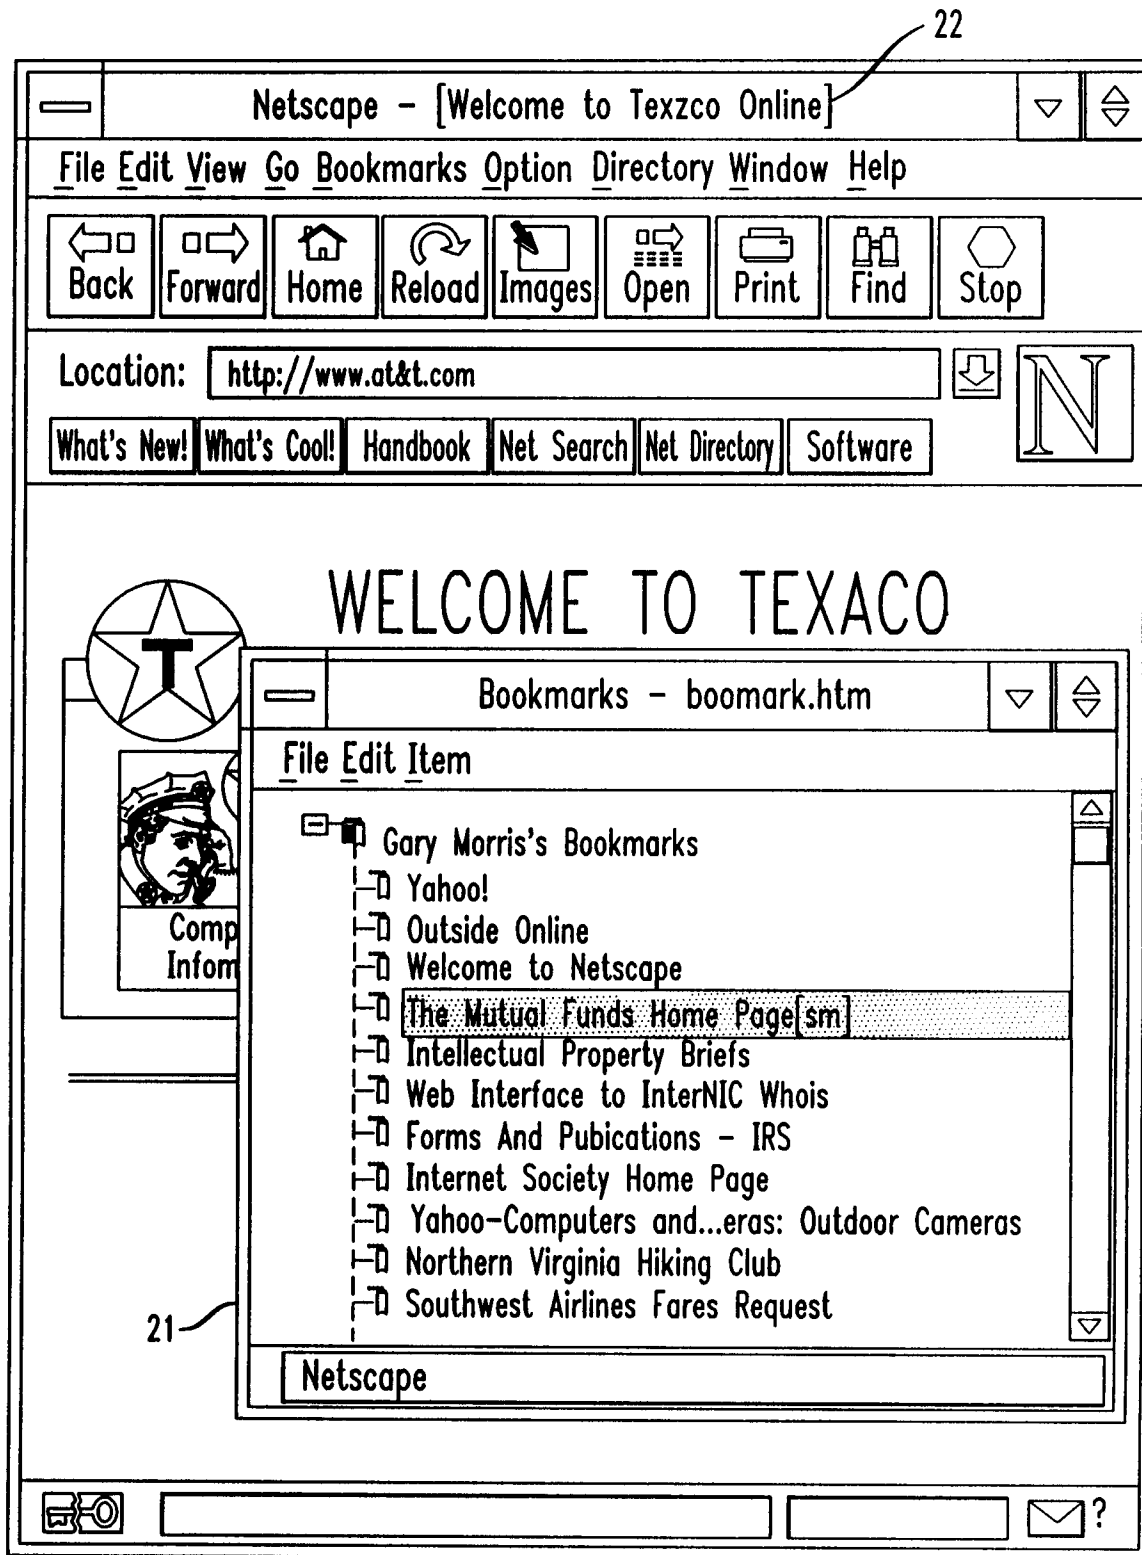 22
Netscape – [Welcome to Texzco Online]
File Edit View Go Bookmarks Option Directory Window Help
Back Forward Home Reload Images Open Print Find Stop
Location: http://www.at&t.com
N
What's New! What's Cool! Handbook Net Search Net Directory Software
WELCOME TO TEXACO
T
Bookmarks – boomark.htm
File Edit Item
Gary Morris's Bookmarks
Yahoo!
Outside Online
Welcome to Netscape
The Mutual Funds Home Page[sm]
Intellectual Property Briefs
Web Interface to InterNIC Whois
Forms And Pubications – IRS
Internet Society Home Page
Yahoo–Computers and...eras: Outdoor Cameras
Northern Virginia Hiking Club
Southwest Airlines Fares Request
Comp
Infom
21
Netscape
?